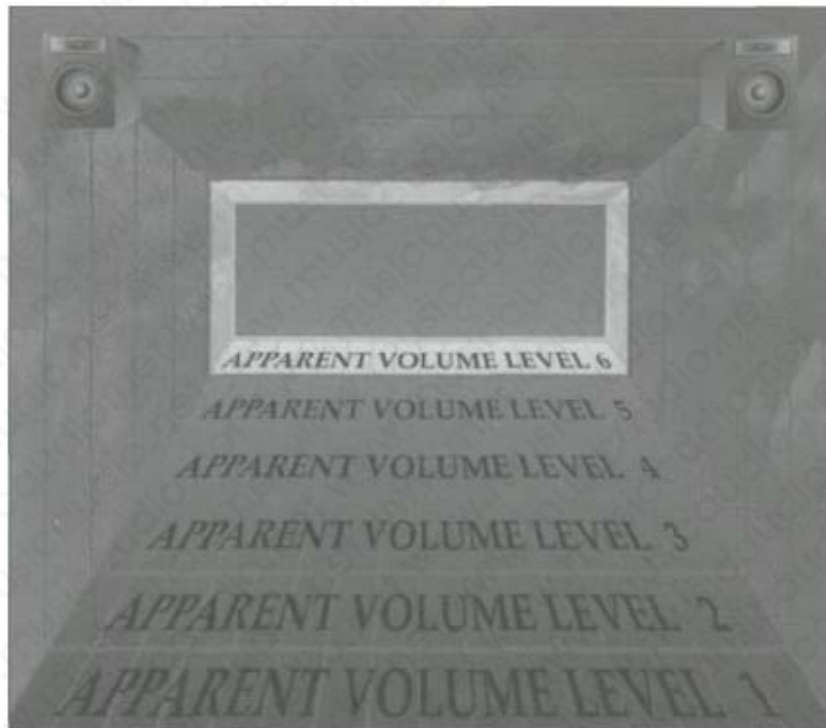 APPARENT VOLUME LEVEL 6
APPARENT VOLUME LEVEL 5
APPARENT VOLUME LEVEL 4
APPARENT VOLUME LEVEL 3
APPARENT VOLUME LEVEL 2
APPARENT VOLUME LEVEL 1